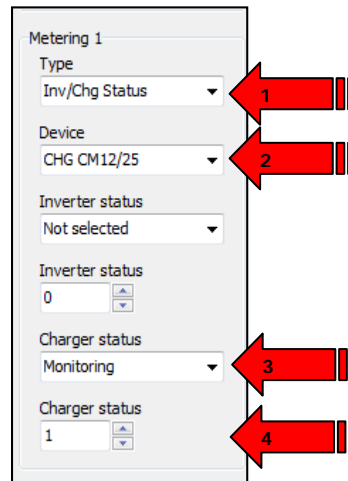 Metering 1
Type
Inv/Chg Status
1
Device
CHG CM12/25
2
Inverter status
Not selected
Inverter status
0
Charger status
Monitoring
3
Charger status
1
4